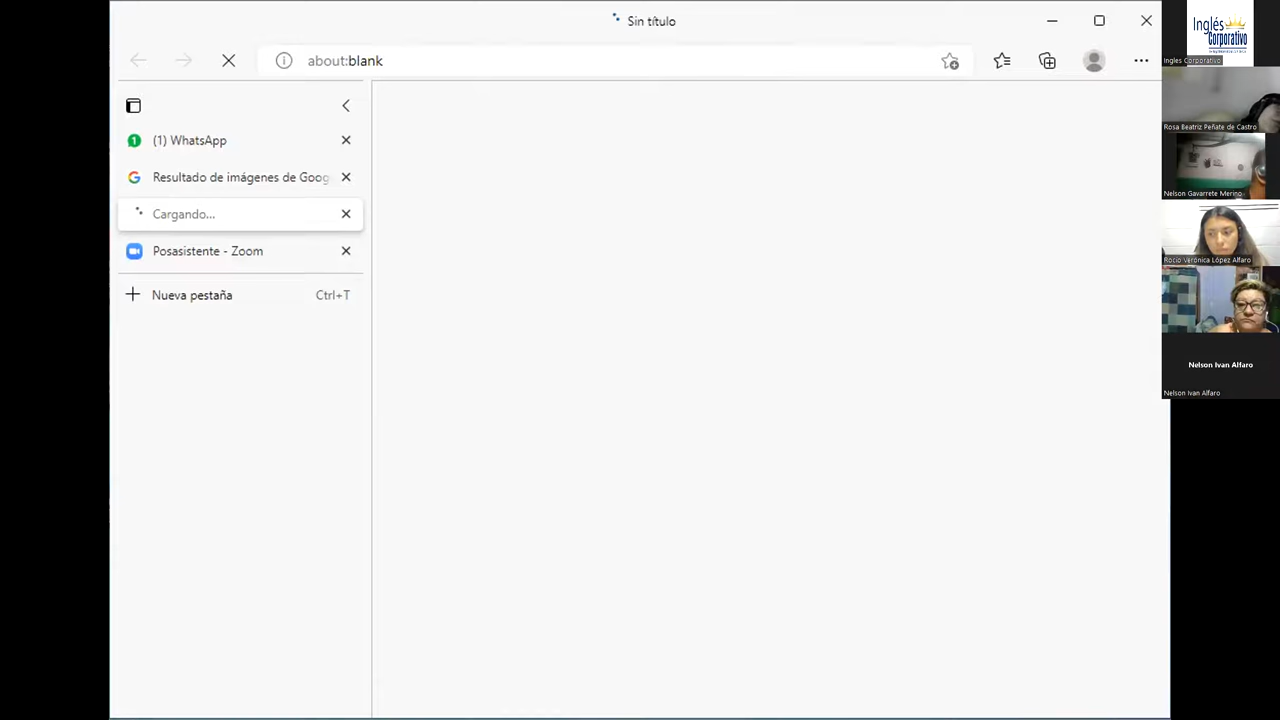 Sin título
about:blank
(1) WhatsApp
Resultado de imágenes de Goog
Cargando...
Posasistente - Zoom
Nueva pestaña Ctrl+T
Inglés
Corporativo
Ingles Corporativo
Rosa Beatriz Peñate de Castro
Nelson Gavarrete Merino
Rocio Verónica López Alfaro
Nelson Ivan Alfaro
Nelson Ivan Alfaro